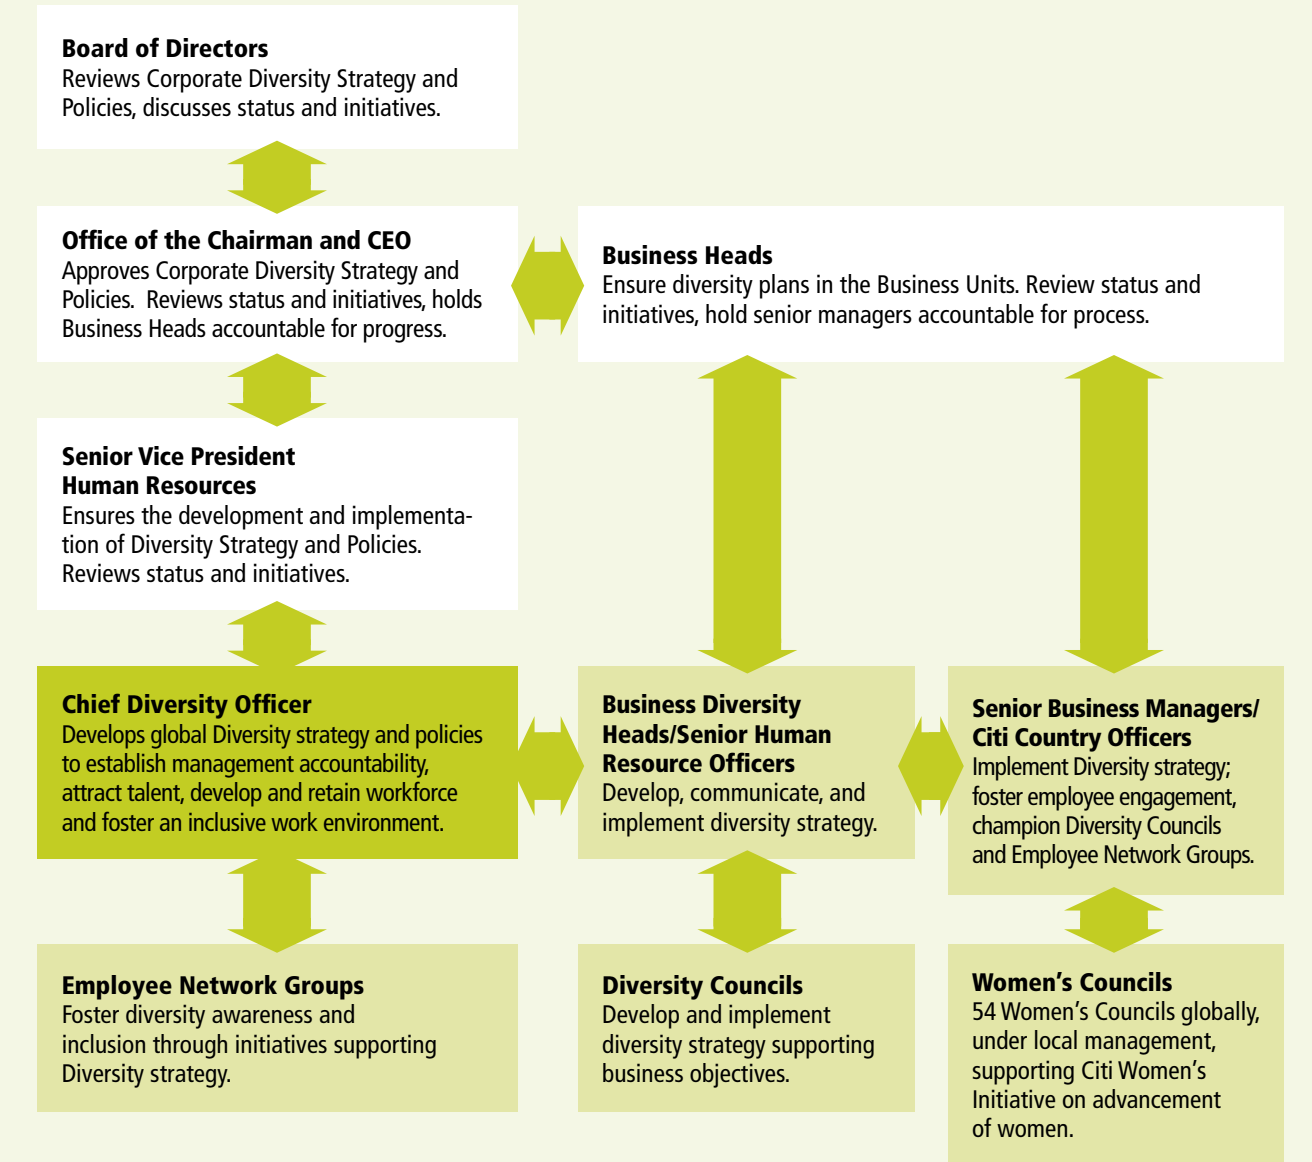 Board of Directors
Reviews Corporate Diversity Strategy and
Policies, discusses status and initiatives.
Office of the Chairman and CEO
Approves Corporate Diversity Strategy and
Policies.  Reviews status and initiatives, holds
Business Heads accountable for progress.
Business Heads
Ensure diversity plans in the Business Units. Review status and
initiatives, hold senior managers accountable for process.
Senior Vice President
Human Resources
Ensures the development and implementa-
tion of Diversity Strategy and Policies.
Reviews status and initiatives.
Chief Diversity Officer
Develops global Diversity strategy and policies
to establish management accountability,
attract talent, develop and retain workforce
and foster an inclusive work environment.
Business Diversity
Heads/Senior Human
Resource Officers
Develop, communicate, and
implement diversity strategy.
Senior Business Managers/
Citi Country Officers
Implement Diversity strategy;
foster employee engagement,
champion Diversity Councils
and Employee Network Groups.
Employee Network Groups
Foster diversity awareness and
inclusion through initiatives supporting
Diversity strategy.
Diversity Councils
Develop and implement
diversity strategy supporting
business objectives.
Women’s Councils
54 Women’s Councils globally,
under local management,
supporting Citi Women’s
Initiative on advancement
of women.